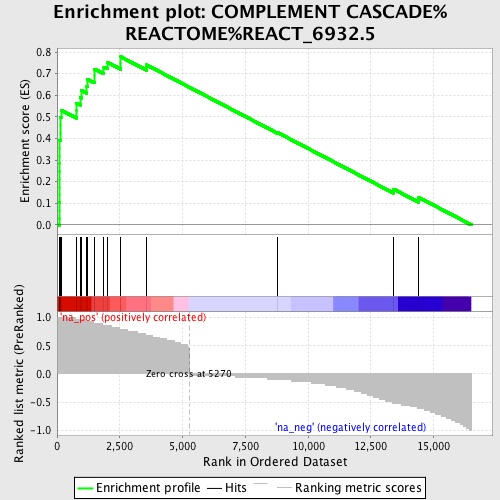 Enrichment plot: COMPLEMENT CASCADE%
REACTOME%REACT_6932.5
Enrichment score (ES)
0.8
0.7
0.6
0.5
0.4
0.3
0.2
0.1
0.0
'na_pos' (positively correlated)
Ranked list metric (PreRanked)
1.0
0.5
0.0
-0.5
-1.0
Zero cross at 5270
'na_neg' (negatively correlated)
0 2,500 5,000 7,500 10,000 12,500 15,000
Rank in Ordered Dataset
Enrichment profile Hits Ranking metric scores